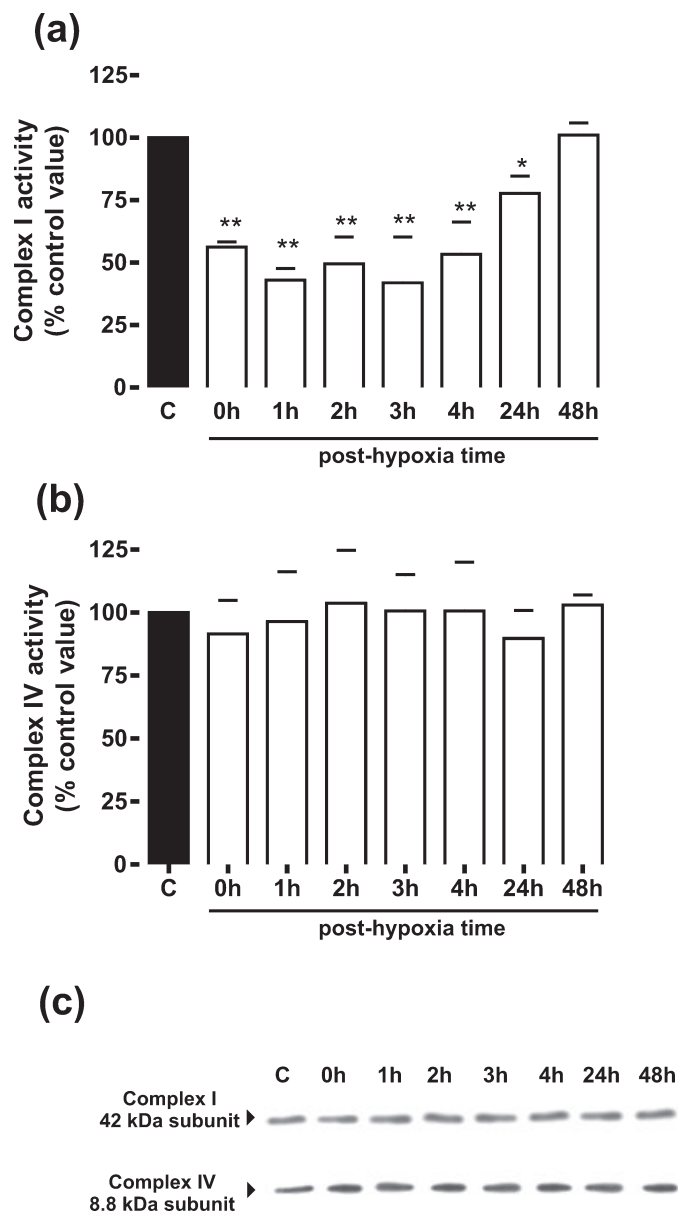 (a)
125
100
75
50
25
0
Complex I activity
(% control value)
** ** ** ** ** *
C 0h 1h 2h 3h 4h 24h 48h
post-hypoxia time
(b)
125
100
75
50
25
0
Complex IV activity
(% control value)
C 0h 1h 2h 3h 4h 24h 48h
post-hypoxia time
(c)
C 0h 1h 2h 3h 4h 24h 48h
Complex I
42 kDa subunit
Complex IV
8.8 kDa subunit